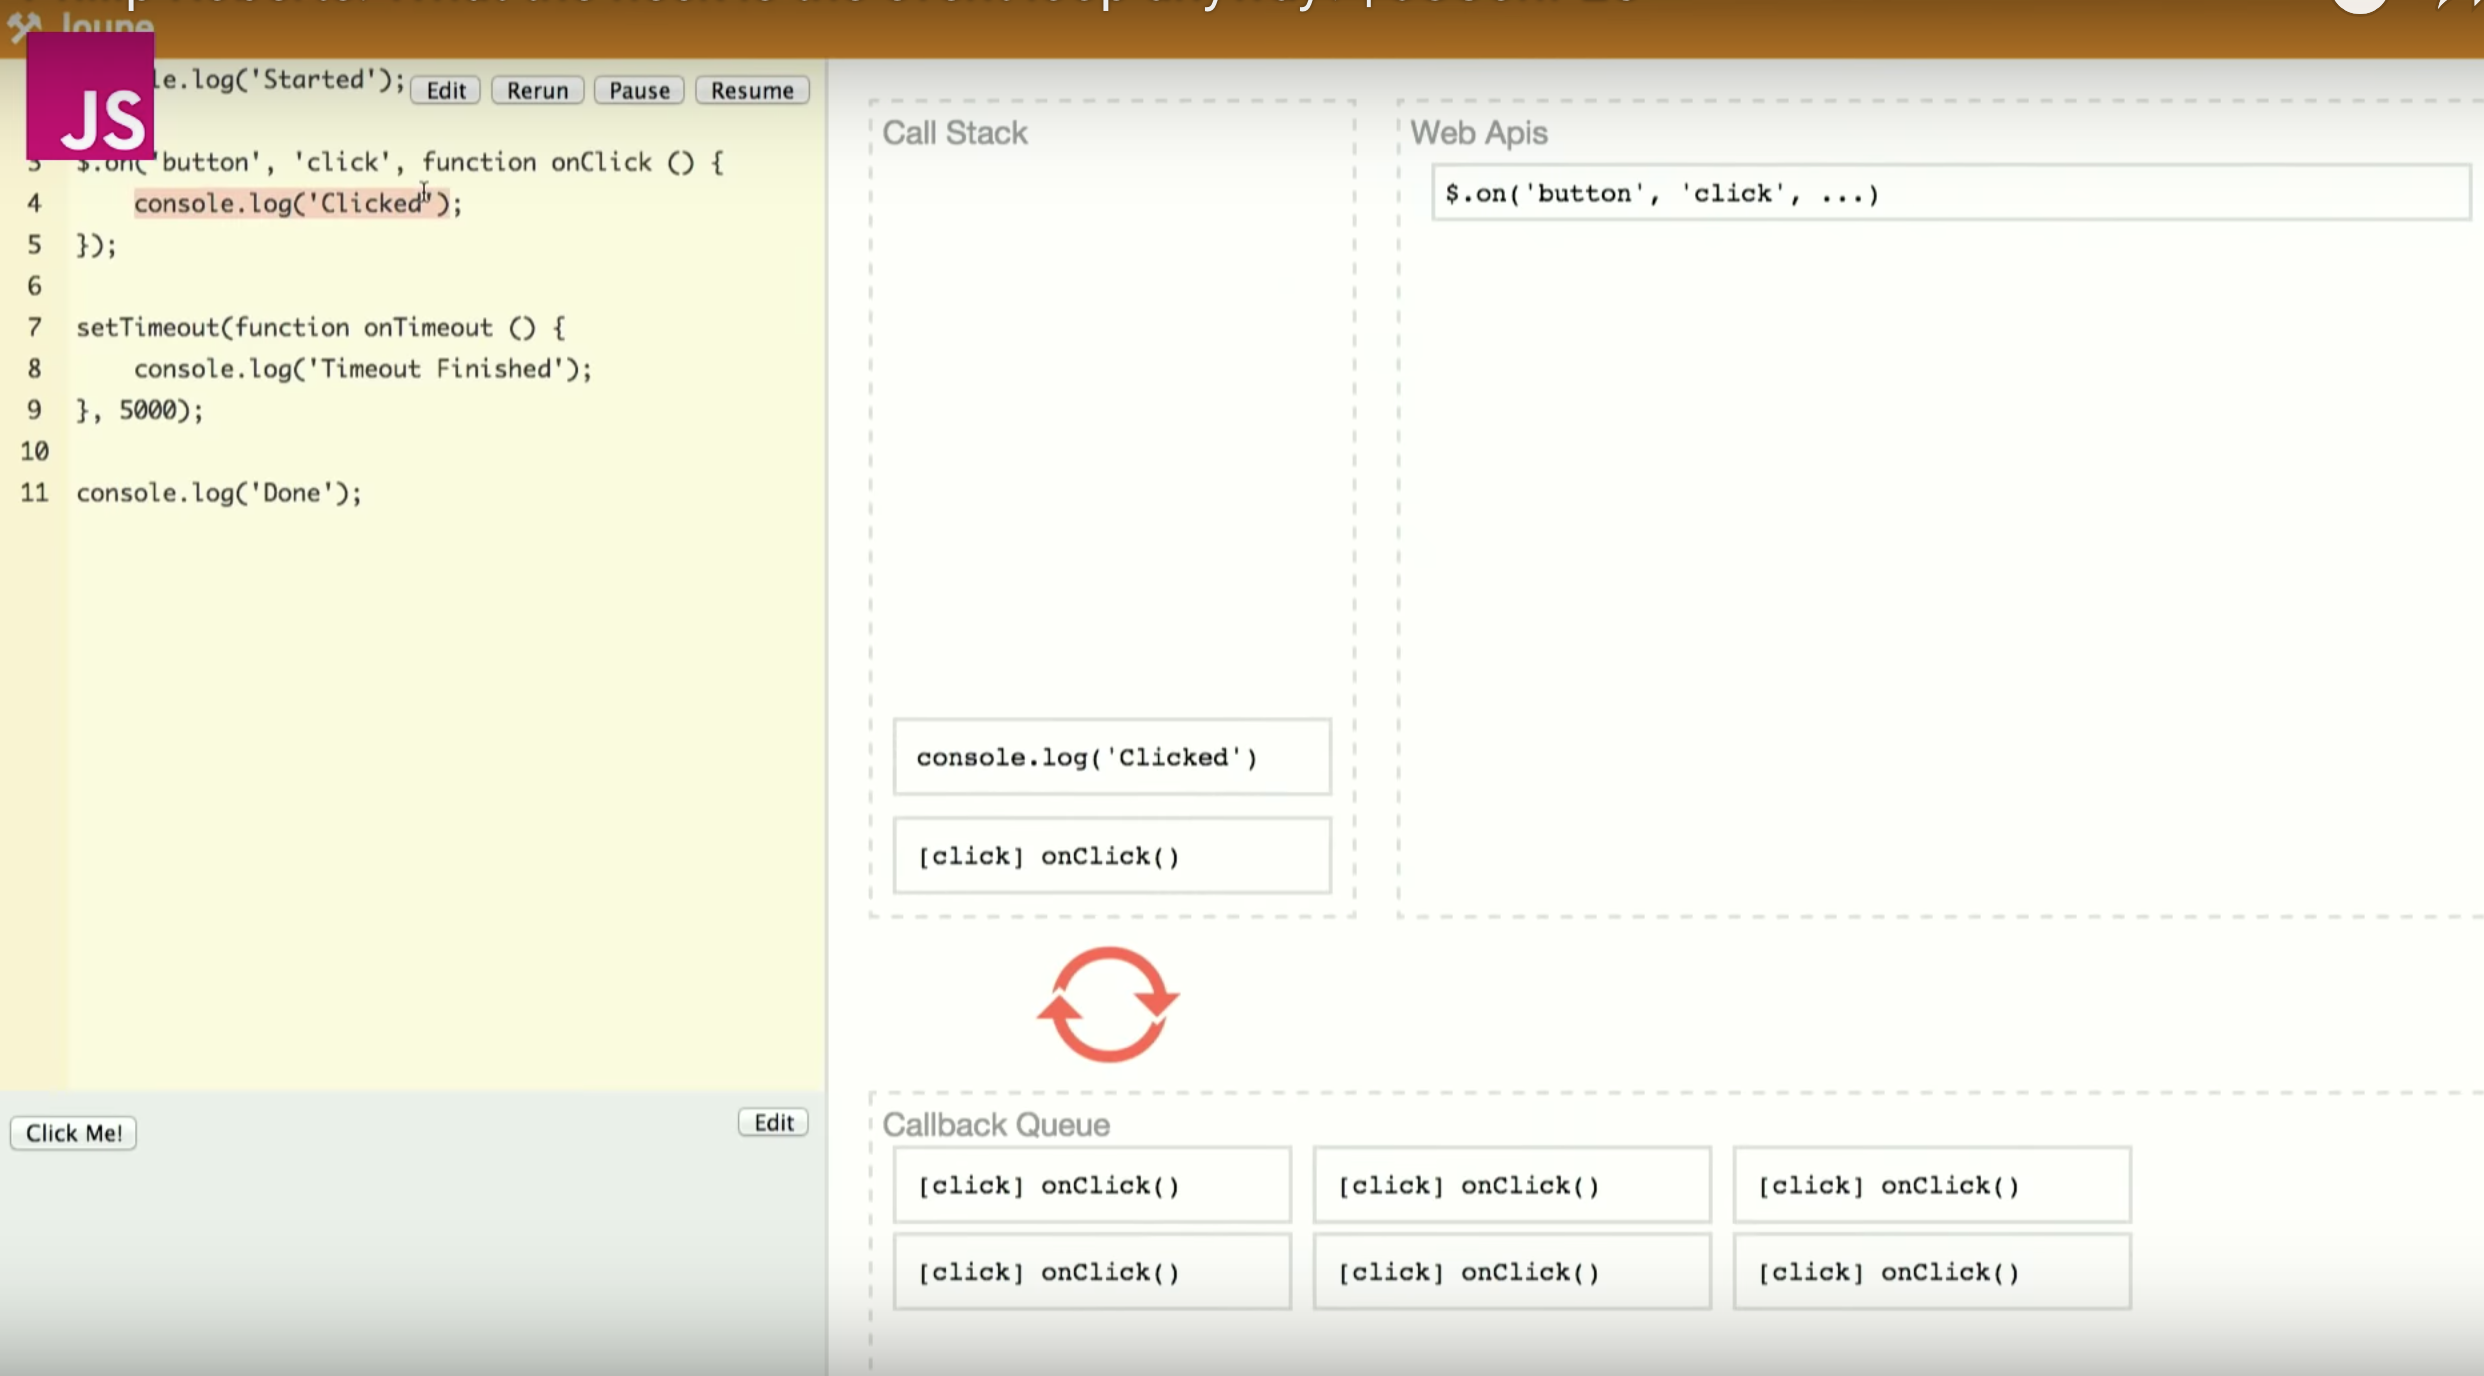 Loupe
JS
le.log('Started');
Edit
Rerun
Pause
Resume
3 $.on('button', 'click', function onClick () {
4 console.log('Clicked');
5 });
6
7 setTimeout(function onTimeout () {
8 console.log('Timeout Finished');
9 }, 5000);
10
11 console.log('Done');
Click Me!
Edit
Call Stack
console.log('Clicked')
[click] onClick()
Web Apis
$.on('button', 'click', ...)
Callback Queue
[click] onClick() [click] onClick() [click] onClick()
[click] onClick() [click] onClick() [click] onClick()